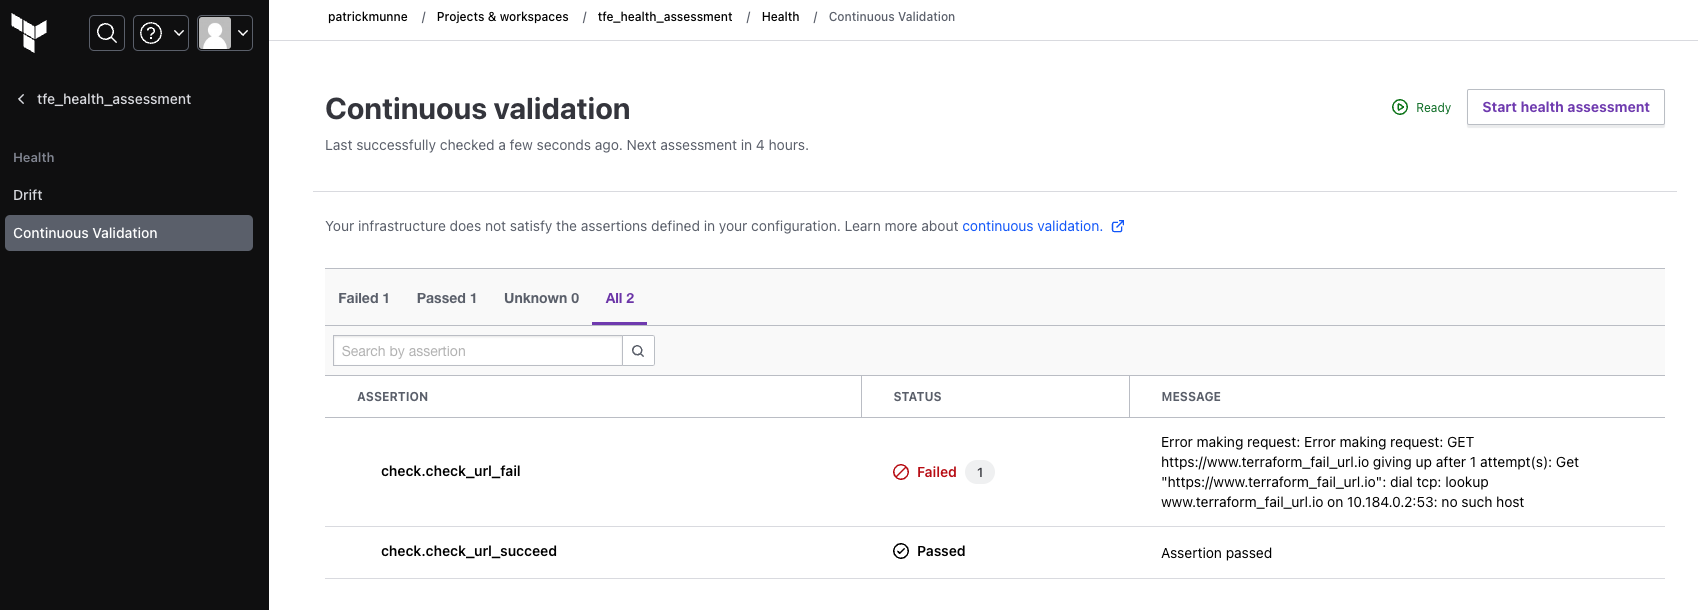 patrickmunne / Projects & workspaces / tfe_health_assessment / Health / Continuous Validation
tfe_health_assessment
Health
Drift
Continuous Validation
Continuous validation
Ready
Start health assessment
Last successfully checked a few seconds ago. Next assessment in 4 hours.
Your infrastructure does not satisfy the assertions defined in your configuration. Learn more about continuous validation.
Failed 1 Passed 1 Unknown 0 All 2
Search by assertion
ASSERTION STATUS MESSAGE
check.check_url_fail
Failed 1
Error making request: Error making request: GET
https://www.terraform_fail_url.io giving up after 1 attempt(s): Get
"https://www.terraform_fail_url.io": dial tcp: lookup
www.terraform_fail_url.io on 10.184.0.2:53: no such host
check.check_url_succeed
Passed
Assertion passed